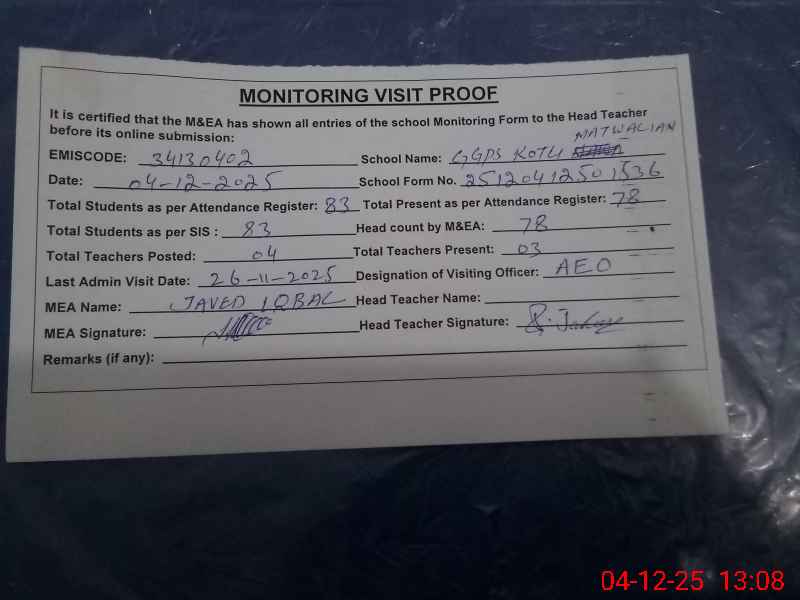 MONITORING VISIT PROOF
It is certified that the M&EA has shown all entries of the school Monitoring Form to the Head Teacher
before its online submission:
EMISCODE: 34130402 School Name: GGPS KOTLI MATWALIAN
Date: 04-12-2025 School Form No. 25120412501536
Total Students as per Attendance Register: 83 Total Present as per Attendance Register: 78
Total Students as per SIS : 83 Head count by M&EA: 78
Total Teachers Posted: 04 Total Teachers Present: 03
Last Admin Visit Date: 26-11-2025 Designation of Visiting Officer: AEO
MEA Name: JAVED IQBAL Head Teacher Name:
MEA Signature: Head Teacher Signature:
Remarks (if any):
04-12-25 13:08